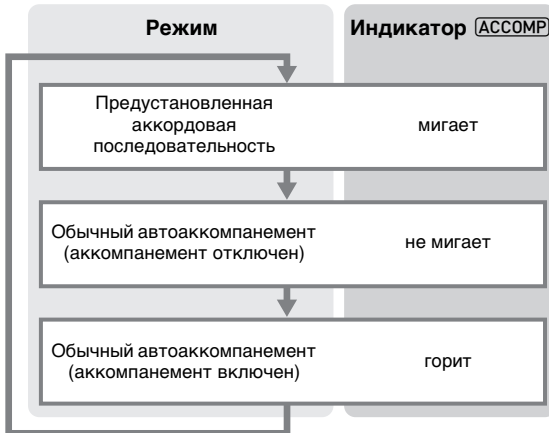 Режим
Индикатор ACCOMP
Предустановленная
аккордовая
последовательность
мигает
Обычный автоаккомпанемент
(аккомпанемент отключен)
не мигает
Обычный автоаккомпанемент
(аккомпанемент включен)
горит